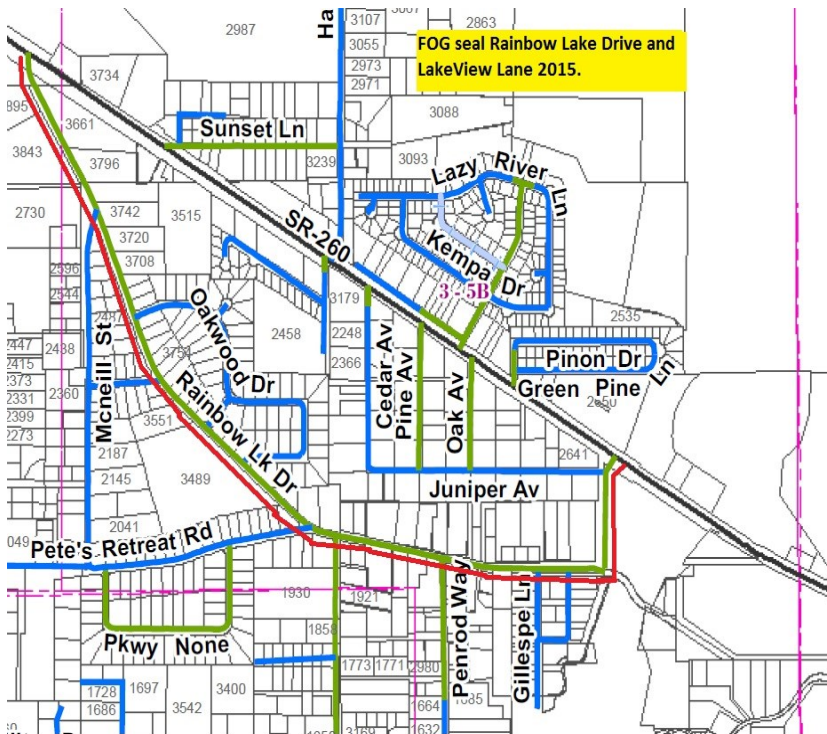 FOG seal Rainbow Lake Drive and
LakeView Lane 2015.
Ha
2987
3107
3055
2973
2971
2863
3088
3734
3661
3843
3796
Sunset Ln
3239
3093
Lazy River Ln
2730
3742
3515
3720
3708
SR-260
Kempa Dr
3 - 5B
2596
2544
3179
2535
2458
2248
2366
Mcneill St
Oakwood Dr
Cedar Av
Pine Av
Oak Av
Pinon Dr
Green Pine Ln
2447
2415
2373
2331
2399
2273
2360
3551
Rainbow Lk Dr
2187
2145
3489
2641
Juniper Av
2041
Pete's Retreat Rd
1930
1921
1858
Penrod Way
Gillespe Ln
Pkwy None
1773
1771
2980
1728
1697
3400
1686
3542
1664
1632